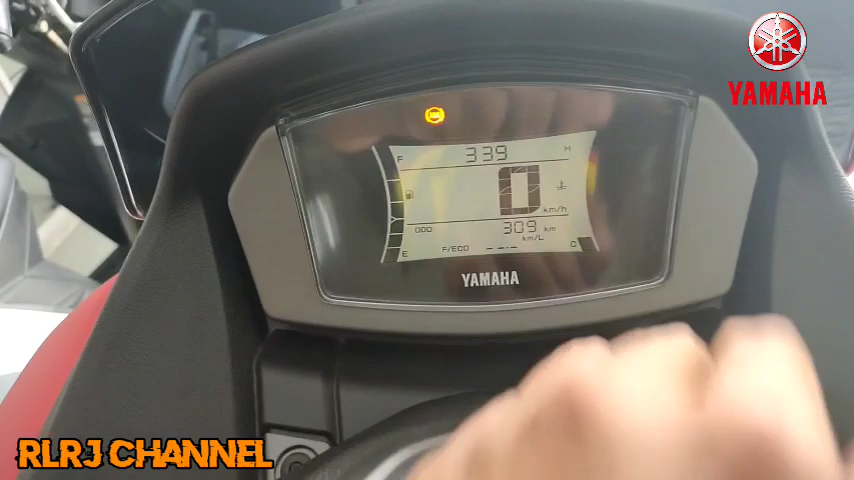 YAMAHA
F 339 H
0 km/h
ODO 309 km
km/L
E F/ECO --.- C
YAMAHA
RLRJ CHANNEL